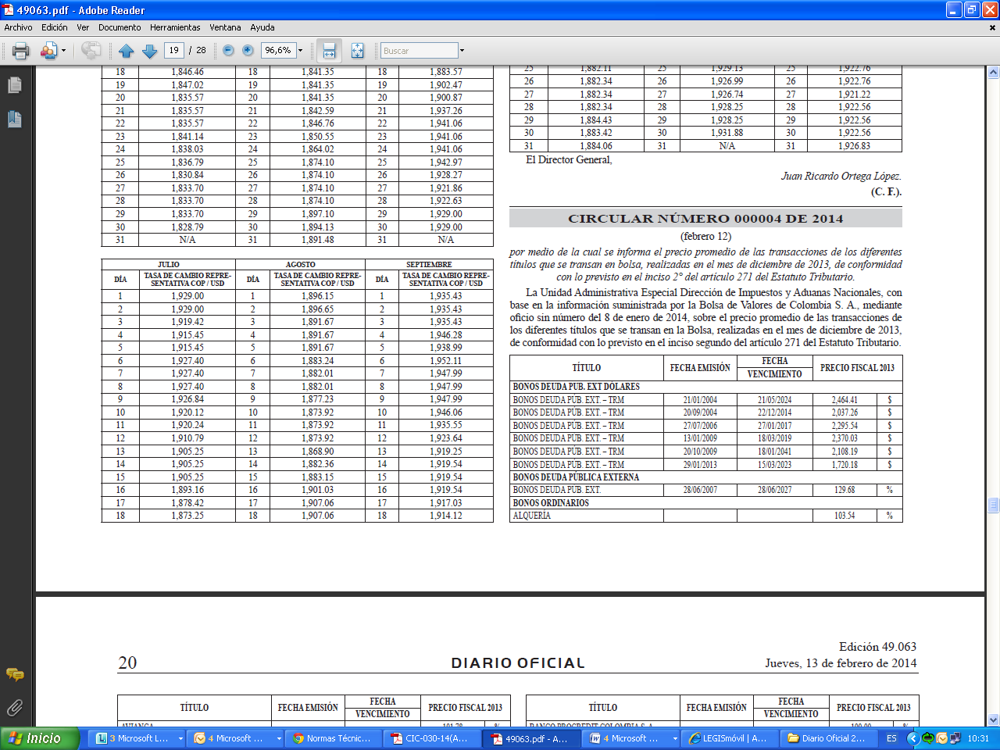 49063.pdf - Adobe Reader
Archivo Edición Ver Documento Herramientas Ventana Ayuda
19 / 28 96,6% Buscar
18 1,846.46 18 1,841.35 18 1,883.57
19 1,847.02 19 1,841.35 19 1,902.47
20 1,835.57 20 1,841.35 20 1,900.87
21 1,835.57 21 1,842.59 21 1,937.26
22 1,835.57 22 1,846.76 22 1,941.06
23 1,841.14 23 1,850.55 23 1,941.06
24 1,838.03 24 1,864.02 24 1,941.06
25 1,836.79 25 1,874.10 25 1,942.97
26 1,830.84 26 1,874.10 26 1,928.27
27 1,833.70 27 1,874.10 27 1,921.86
28 1,833.70 28 1,874.10 28 1,922.63
29 1,833.70 29 1,897.10 29 1,929.00
30 1,828.79 30 1,894.13 30 1,929.00
31 N/A 31 1,891.48 31 N/A
JULIO AGOSTO SEPTIEMBRE
DÍA TASA DE CAMBIO REPRE- DÍA TASA DE CAMBIO REPRE- DÍA TASA DE CAMBIO REPRE-
SENTATIVA COP / USD SENTATIVA COP / USD SENTATIVA COP / USD
1 1,929.00 1 1,896.15 1 1,935.43
2 1,929.00 2 1,896.65 2 1,935.43
3 1,919.42 3 1,891.67 3 1,935.43
4 1,915.45 4 1,891.67 4 1,946.28
5 1,915.45 5 1,891.67 5 1,938.99
6 1,927.40 6 1,883.24 6 1,952.11
7 1,927.40 7 1,882.01 7 1,947.99
8 1,927.40 8 1,882.01 8 1,947.99
9 1,926.84 9 1,877.23 9 1,947.99
10 1,920.12 10 1,873.92 10 1,946.06
11 1,920.24 11 1,873.92 11 1,935.55
12 1,910.79 12 1,873.92 12 1,923.64
13 1,905.25 13 1,868.90 13 1,919.25
14 1,905.25 14 1,882.36 14 1,919.54
15 1,905.25 15 1,883.15 15 1,919.54
16 1,893.16 16 1,901.03 16 1,919.54
17 1,878.42 17 1,907.06 17 1,917.03
18 1,873.25 18 1,907.06 18 1,914.12
25 1,882.11 25 1,929.13 25 1,922.76
26 1,882.34 26 1,926.99 26 1,922.76
27 1,882.34 27 1,926.74 27 1,921.22
28 1,882.34 28 1,928.25 28 1,922.56
29 1,884.43 29 1,928.25 29 1,922.56
30 1,883.42 30 1,931.88 30 1,922.56
31 1,884.06 31 N/A 31 1,926.83
El Director General,
Juan Ricardo Ortega López.
(C. F.).
CIRCULAR NÚMERO 000004 DE 2014
(febrero 12)
por medio de la cual se informa el precio promedio de las transacciones de los diferentes
títulos que se transan en bolsa, realizadas en el mes de diciembre de 2013, de conformidad
con lo previsto en el inciso 2° del artículo 271 del Estatuto Tributario.
La Unidad Administrativa Especial Dirección de Impuestos y Aduanas Nacionales, con
base en la información suministrada por la Bolsa de Valores de Colombia S. A., mediante
oficio sin número del 8 de enero de 2014, sobre el precio promedio de las transacciones de
los diferentes títulos que se transan en la Bolsa, realizadas en el mes de diciembre de 2013,
de conformidad con lo previsto en el inciso segundo del artículo 271 del Estatuto Tributario.
TÍTULO FECHA EMISIÓN FECHA VENCIMIENTO PRECIO FISCAL 2013
BONOS DEUDA PUB. EXT DÓLARES
BONOS DEUDA PÚB. EXT. – TRM 21/01/2004 21/05/2024 2,464.41 $
BONOS DEUDA PÚB. EXT. – TRM 20/09/2004 22/12/2014 2,037.26 $
BONOS DEUDA PÚB. EXT. – TRM 27/07/2006 27/01/2017 2,295.54 $
BONOS DEUDA PÚB. EXT. – TRM 13/01/2009 18/03/2019 2,370.03 $
BONOS DEUDA PÚB. EXT. – TRM 20/10/2009 18/01/2041 2,108.19 $
BONOS DEUDA PÚB. EXT. – TRM 29/01/2013 15/03/2023 1,720.18 $
BONOS DEUDA PÚBLICA EXTERNA
BONOS DEUDA PÚB. EXT. 28/06/2007 28/06/2027 129.68 %
BONOS ORDINARIOS
ALQUERÍA 103.54 %
Edición 49.063
20 DIARIO OFICIAL Jueves, 13 de febrero de 2014
TÍTULO FECHA EMISIÓN FECHA VENCIMIENTO PRECIO FISCAL 2013
AVIANCA 101.78 %
TÍTULO FECHA EMISIÓN FECHA VENCIMIENTO PRECIO FISCAL 2013
BANCO PROCREDIT COLOMBIA S.A. 100.00 %
Inicio 3 Microsoft L... 4 Microsoft ... Normas Técnic... CIC-030-14(A... 49063.pdf - A... 4 Microsoft ... LEGISmóvil | A... Diario Oficial 2... ES 10:31